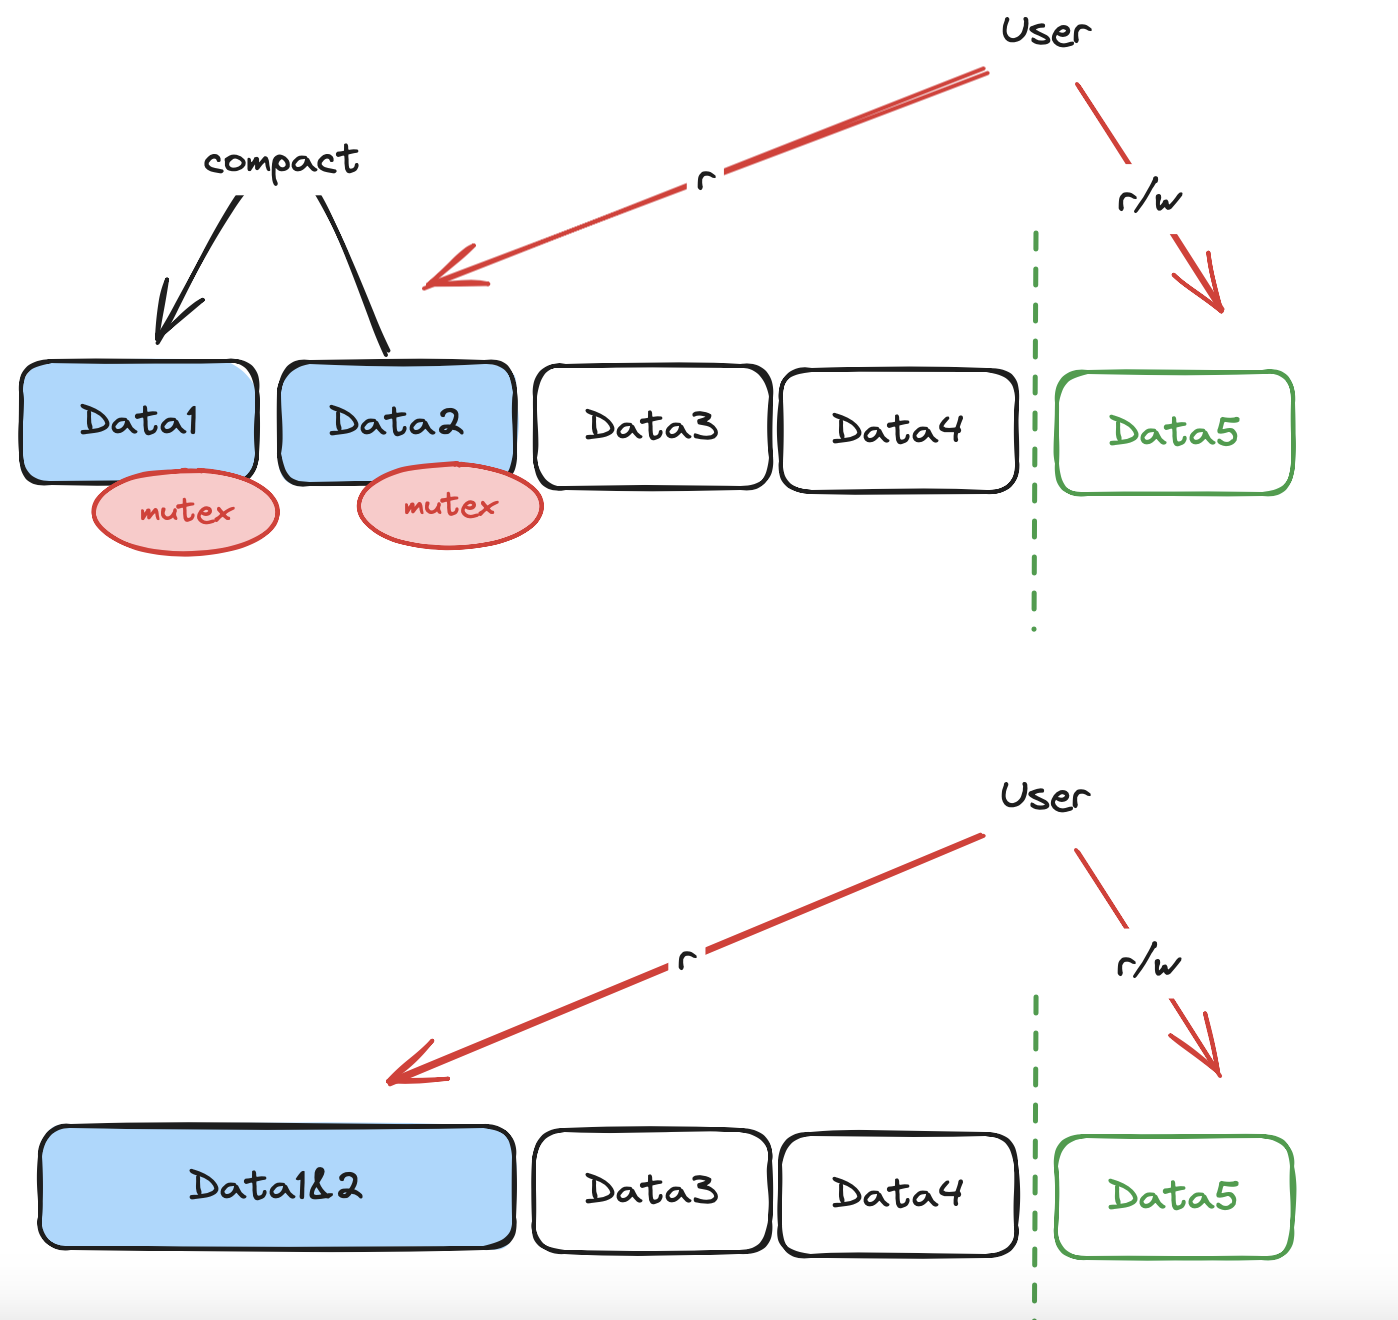 User
compact
r
r/w
Data1
Data2
Data3
Data4
Data5
mutex
mutex
User
r
r/w
Data1&2
Data3
Data4
Data5